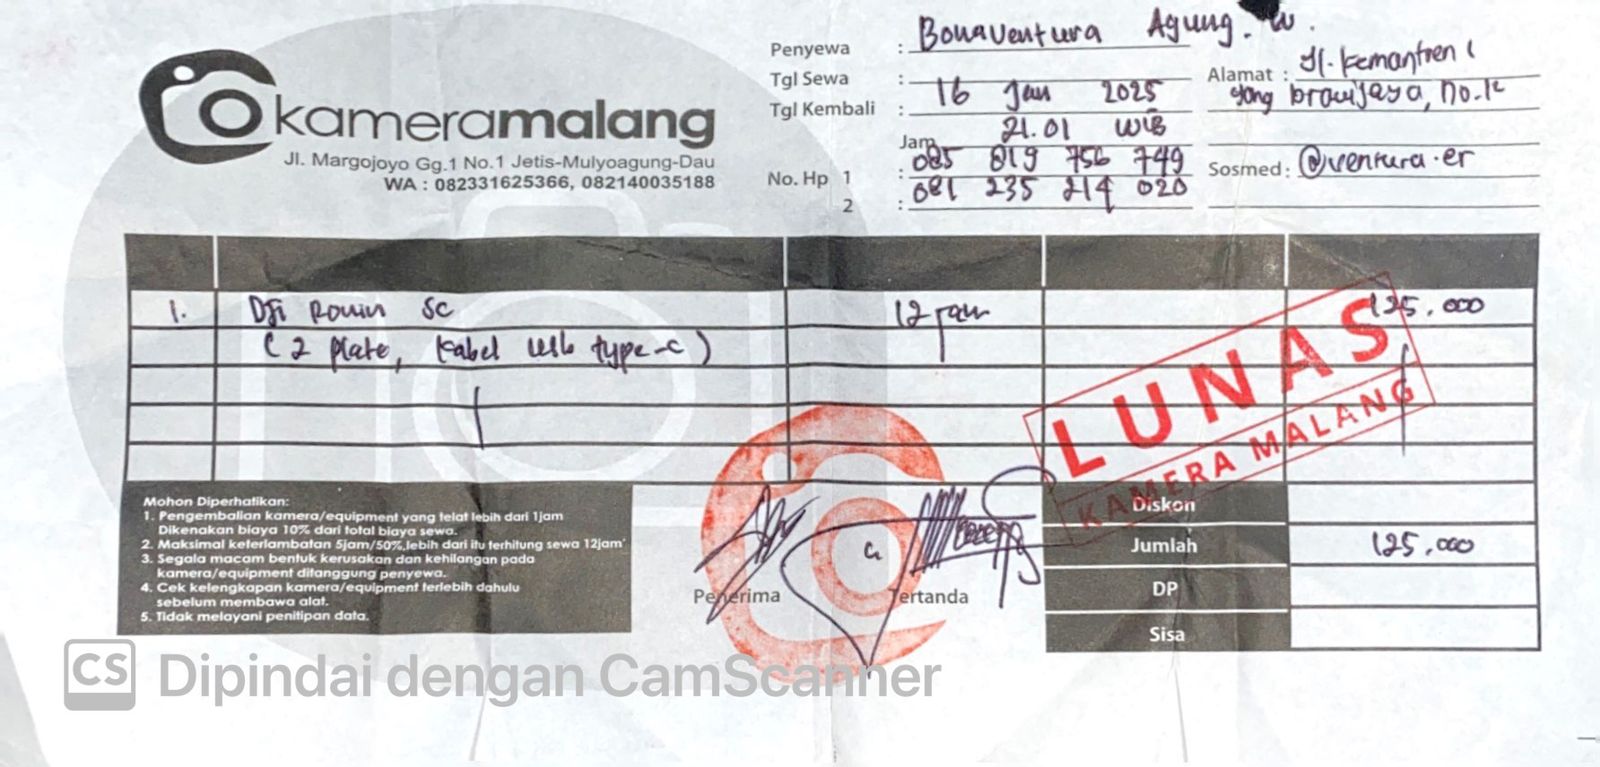 kameramalang
Jl. Margojoyo Gg.1 No.1 Jetis-Mulyoagung-Dau
WA : 082331625366, 082140035188
Penyewa : Bonaventura Agung. W.
Tgl Sewa :
Tgl Kembali : 16 Jan 2025
Jam 21.01 WIB
No. Hp 1 : 085 819 756 749
2 : 081 235 214 020
Alamat : Jl. Kemantren 1
gang brawijaya, no.12
Sosmed : @ventura.er
1. Dji Ronin SC 12 jam 125.000
( 2 plate, kabel usb type-c )
LUNAS
KAMERA MALANG
Mohon Diperhatikan:
1. Pengembalian kamera/equipment yang telat lebih dari 1jam
Dikenakan biaya 10% dari total biaya sewa.
2. Maksimal keterlambatan 5jam/50%,lebih dari itu terhitung sewa 12jam'
3. Segala macam bentuk kerusakan dan kehilangan pada
kamera/equipment ditanggung penyewa.
4. Cek kelengkapan kamera/equipment terlebih dahulu
sebelum membawa alat.
5. Tidak melayani penitipan data.
Penerima
Tertanda
Diskon
Jumlah 125.000
DP
Sisa
CS Dipindai dengan CamScanner